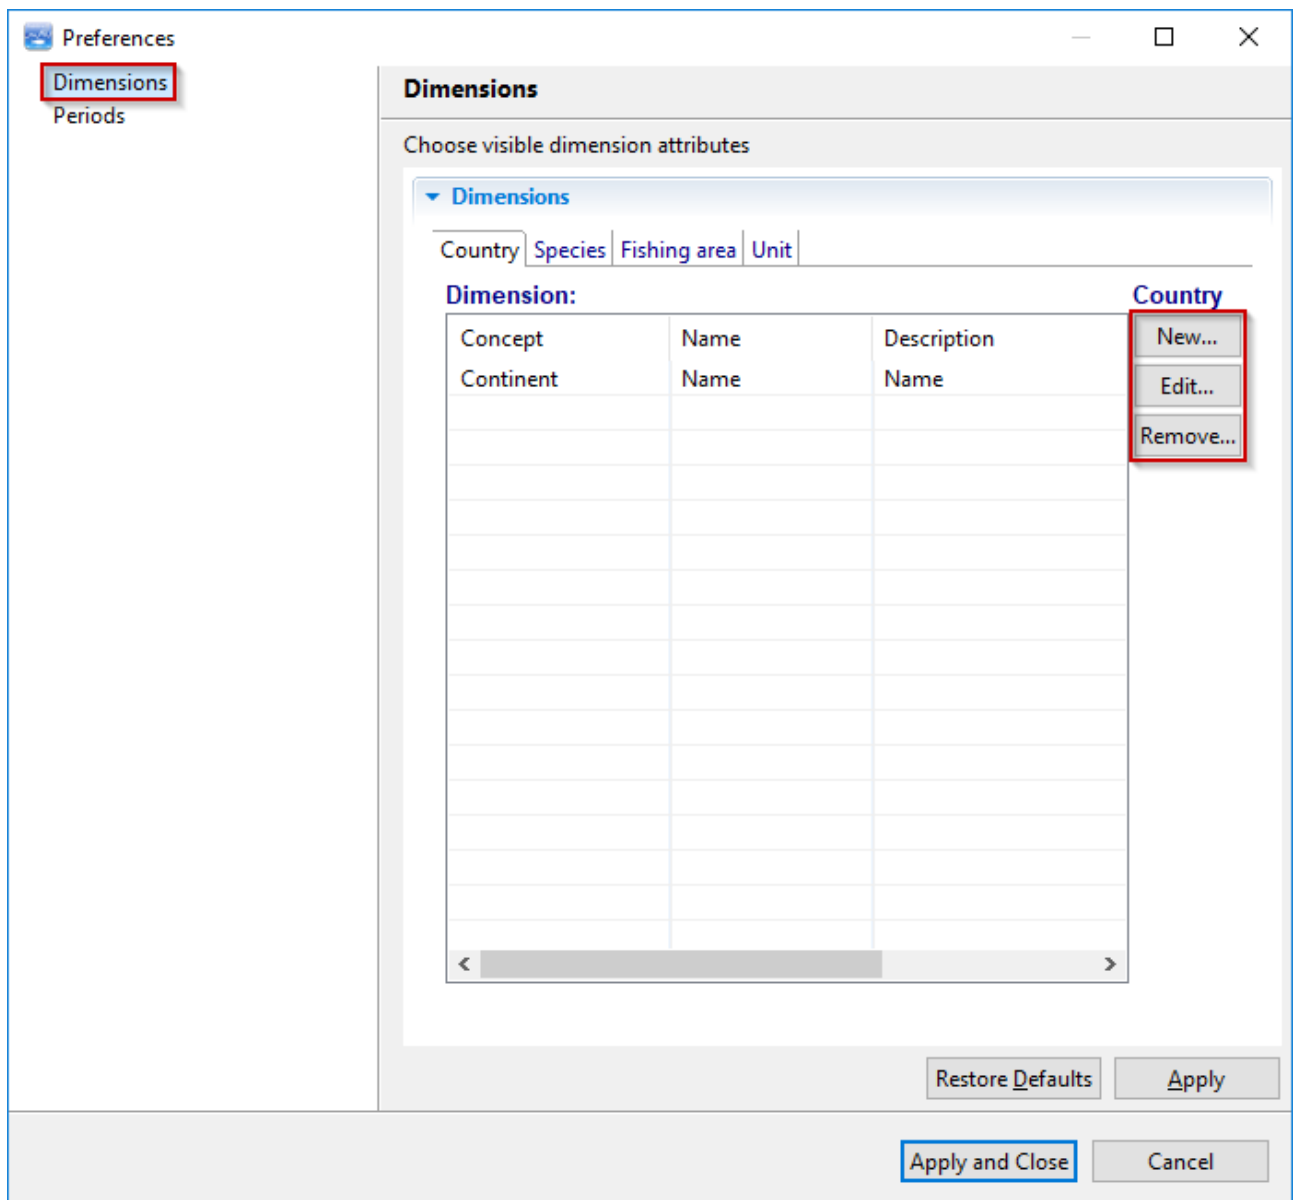 Preferences
Dimensions
Periods
Dimensions
Choose visible dimension attributes
Dimensions
Country Species Fishing area Unit
Dimension: Country
Concept Name Description
Continent Name Name
New...
Edit...
Remove...
Restore Defaults Apply
Apply and Close Cancel